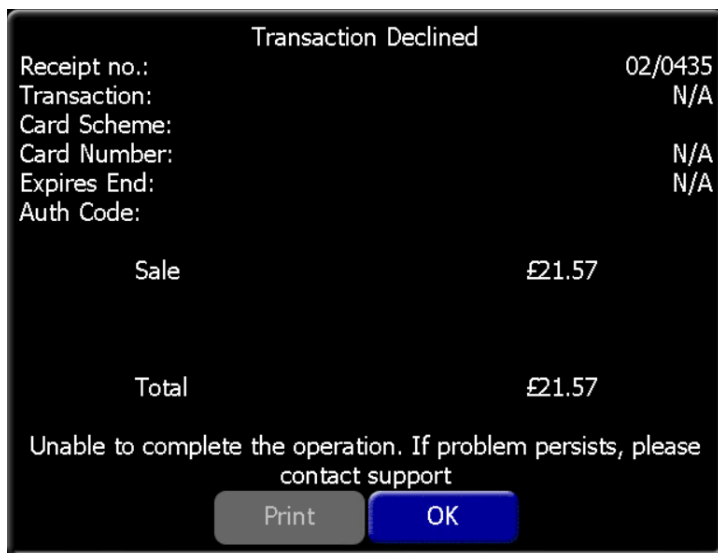 Transaction Declined
Receipt no.: 02/0435
Transaction: N/A
Card Scheme:
Card Number: N/A
Expires End: N/A
Auth Code:
Sale £21.57
Total £21.57
Unable to complete the operation. If problem persists, please
contact support
Print OK